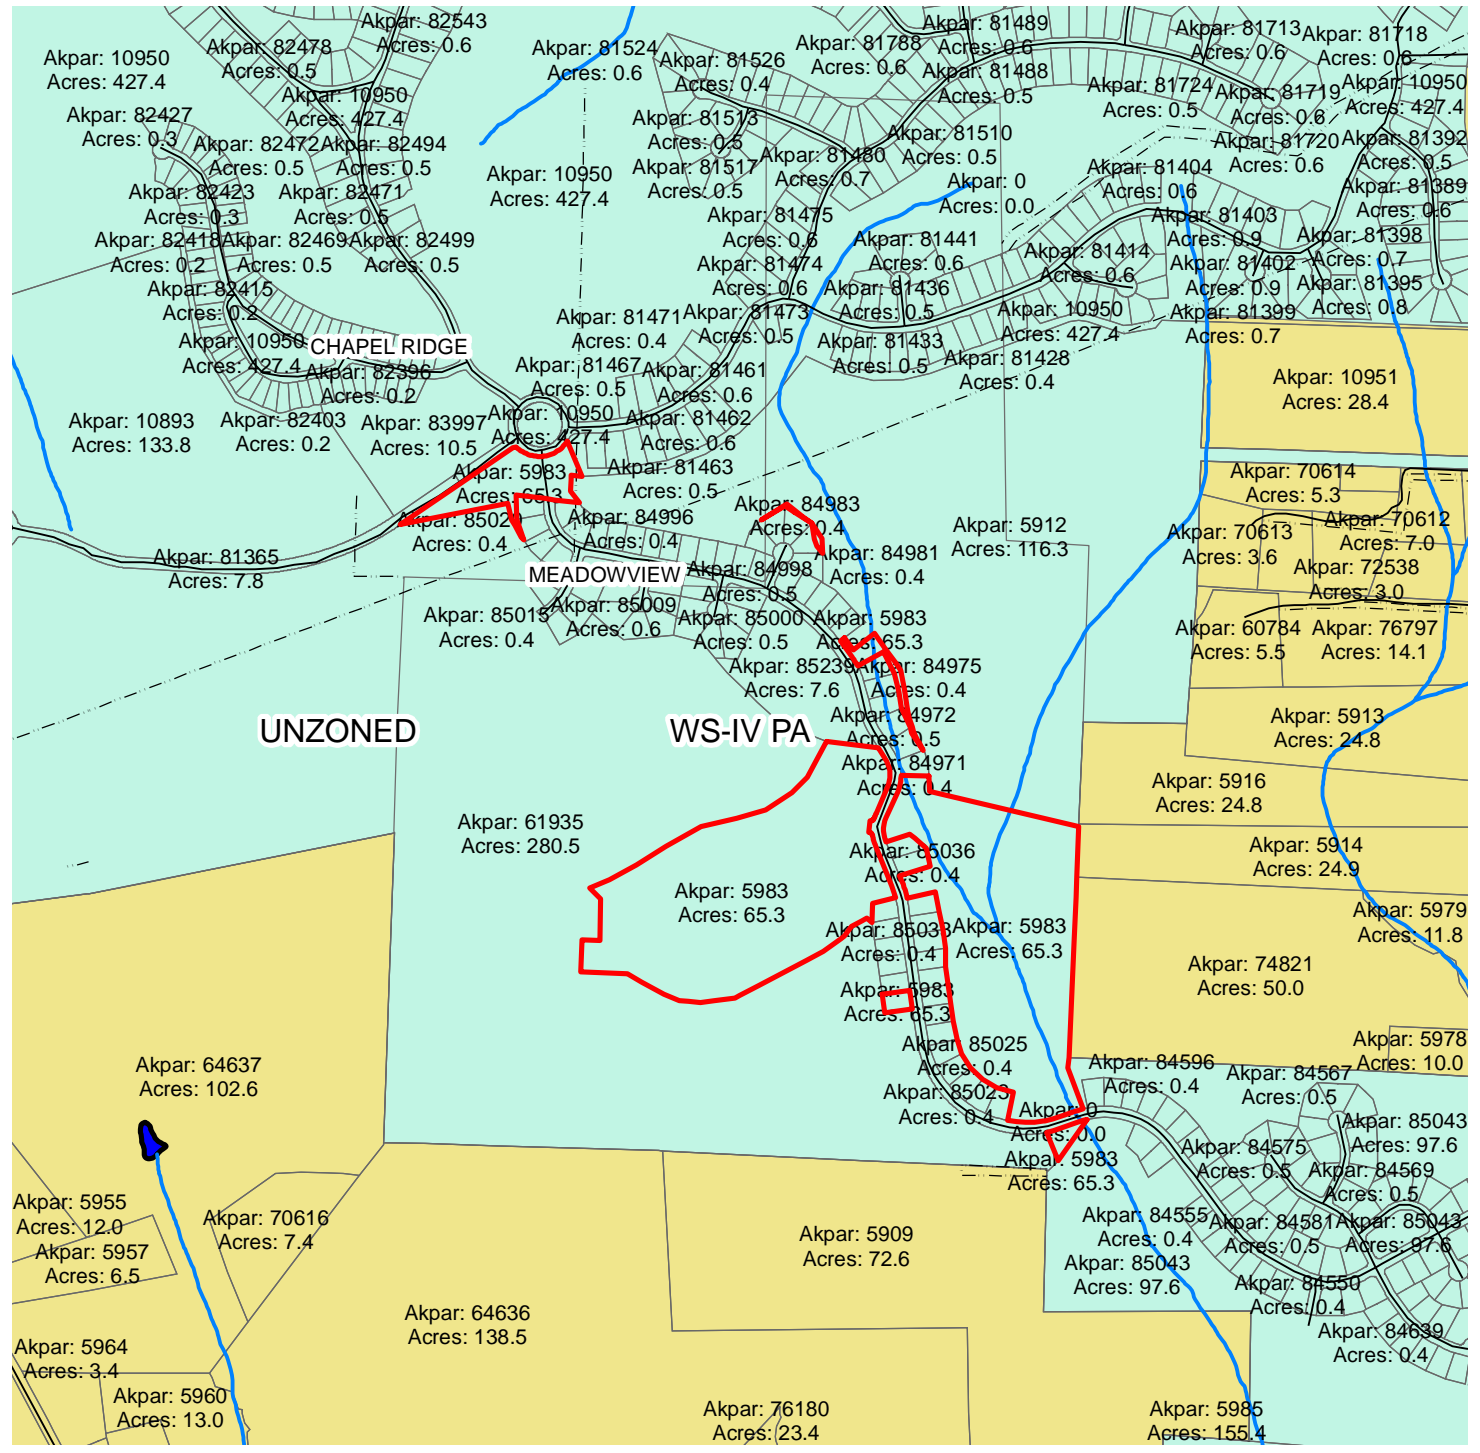 Akpar: 82543
Acres: 0.6
Akpar: 10950
Acres: 427.4
Akpar: 82478
Acres: 0.5
Akpar: 81524
Acres: 0.6
Akpar: 81526
Acres: 0.4
Akpar: 81788
Acres: 0.6
Akpar: 81489
Acres: 0.6
Akpar: 81488
Acres: 0.5
Akpar: 81713
Acres: 0.6
Akpar: 81718
Acres: 0.6
Akpar: 10950
Acres: 427.4
Akpar: 81724
Acres: 0.5
Akpar: 81719
Acres: 0.6
Akpar: 10950
Acres: 427.4
Akpar: 82427
Acres: 0.3
Akpar: 82472
Acres: 0.5
Akpar: 82494
Acres: 0.5
Akpar: 81513
Acres: 0.5
Akpar: 81517
Acres: 0.5
Akpar: 81480
Acres: 0.7
Akpar: 81510
Acres: 0.5
Akpar: 81720
Acres: 0.6
Akpar: 81392
Acres: 0.5
Akpar: 10950
Acres: 427.4
Akpar: 0
Acres: 0.0
Akpar: 81404
Acres: 0.6
Akpar: 81389
Acres: 0.6
Akpar: 82423
Acres: 0.3
Akpar: 82471
Acres: 0.5
Akpar: 81475
Acres: 0.6
Akpar: 81403
Acres: 0.9
Akpar: 82418
Acres: 0.2
Akpar: 82469
Acres: 0.5
Akpar: 82499
Acres: 0.5
Akpar: 81441
Acres: 0.6
Akpar: 81414
Acres: 0.6
Akpar: 81398
Acres: 0.7
Akpar: 81474
Acres: 0.6
Akpar: 81402
Acres: 0.9
Akpar: 82415
Acres: 0.2
Akpar: 81436
Acres: 0.5
Akpar: 81395
Acres: 0.8
Akpar: 81471
Acres: 0.4
Akpar: 81473
Acres: 0.5
Akpar: 10950
Acres: 427.4
Akpar: 81399
Acres: 0.7
Akpar: 10950
Acres: 427.4
CHAPEL RIDGE
Akpar: 81433
Acres: 0.5
Akpar: 81428
Acres: 0.4
Akpar: 82396
Acres: 0.2
Akpar: 81467
Acres: 0.5
Akpar: 81461
Acres: 0.6
Akpar: 10951
Acres: 28.4
Akpar: 10893
Acres: 133.8
Akpar: 82403
Acres: 0.2
Akpar: 83997
Acres: 10.5
Akpar: 10950
Acres: 427.4
Akpar: 81462
Acres: 0.6
Akpar: 5983
Acres: 65.3
Akpar: 81463
Acres: 0.5
Akpar: 70614
Acres: 5.3
Akpar: 85020
Acres: 0.4
Akpar: 84996
Acres: 0.4
Akpar: 84983
Acres: 0.4
Akpar: 5912
Acres: 116.3
Akpar: 70613
Acres: 3.6
Akpar: 70612
Acres: 7.0
Akpar: 81365
Acres: 7.8
Akpar: 84981
Acres: 0.4
MEADOWVIEW
Akpar: 84998
Acres: 0.5
Akpar: 72538
Acres: 3.0
Akpar: 85015
Acres: 0.4
Akpar: 85009
Acres: 0.6
Akpar: 85000
Acres: 0.5
Akpar: 5983
Acres: 65.3
Akpar: 60784
Acres: 5.5
Akpar: 76797
Acres: 14.1
Akpar: 85239
Acres: 7.6
Akpar: 84975
Acres: 0.4
UNZONED
WS-IV PA
Akpar: 84972
Acres: 0.5
Akpar: 5913
Acres: 24.8
Akpar: 84971
Acres: 0.4
Akpar: 5916
Acres: 24.8
Akpar: 61935
Acres: 280.5
Akpar: 85036
Acres: 0.4
Akpar: 5914
Acres: 24.9
Akpar: 5983
Acres: 65.3
Akpar: 85033
Acres: 0.4
Akpar: 5983
Acres: 65.3
Akpar: 5979
Acres: 11.8
Akpar: 74821
Acres: 50.0
Akpar: 5983
Acres: 65.3
Akpar: 64637
Acres: 102.6
Akpar: 85025
Acres: 0.4
Akpar: 5978
Acres: 10.0
Akpar: 84596
Acres: 0.4
Akpar: 84567
Acres: 0.5
Akpar: 85023
Acres: 0.4
Akpar: 0
Acres: 0.0
Akpar: 85043
Acres: 97.6
Akpar: 5983
Acres: 65.3
Akpar: 84575
Acres: 0.5
Akpar: 84569
Acres: 0.5
Akpar: 5955
Acres: 12.0
Akpar: 70616
Acres: 7.4
Akpar: 5957
Acres: 6.5
Akpar: 5909
Acres: 72.6
Akpar: 84555
Acres: 0.4
Akpar: 84581
Acres: 0.5
Akpar: 85043
Acres: 97.6
Akpar: 85043
Acres: 97.6
Akpar: 84550
Acres: 0.4
Akpar: 64636
Acres: 138.5
Akpar: 84639
Acres: 0.4
Akpar: 5964
Acres: 3.4
Akpar: 5960
Acres: 13.0
Akpar: 76180
Acres: 23.4
Akpar: 5985
Acres: 155.4